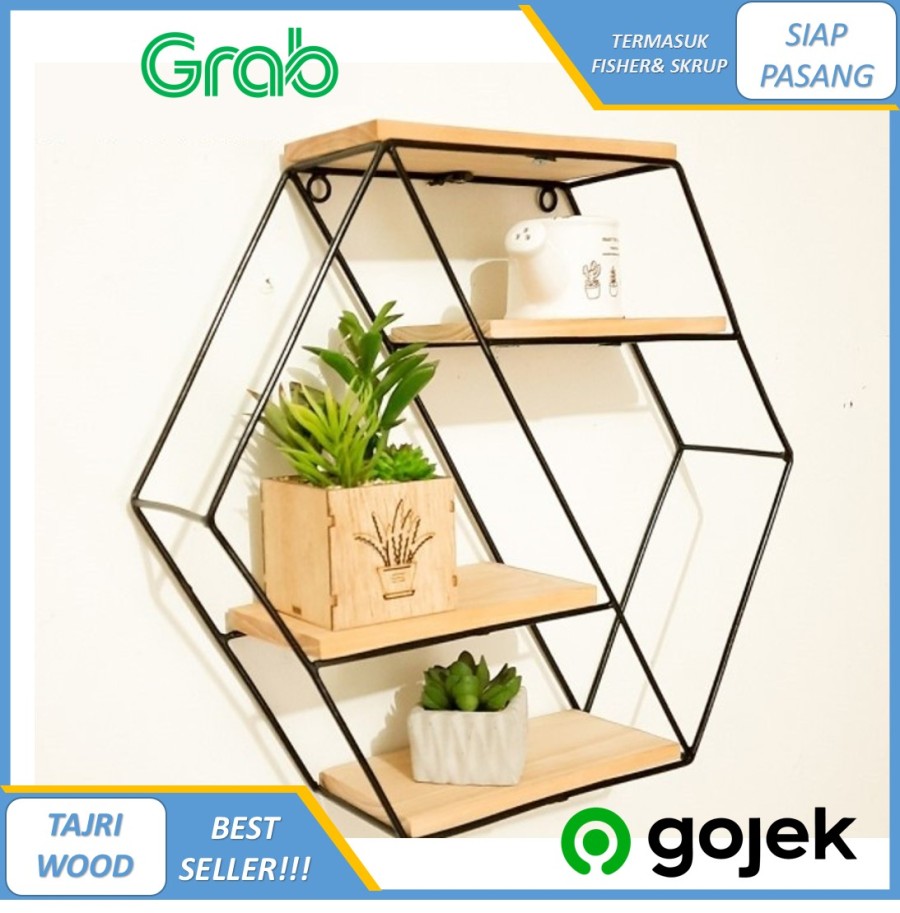 Grab
TERMASUK
FISHER& SKRUP
SIAP
PASANG
TAJRI
WOOD
BEST
SELLER!!!
gojek